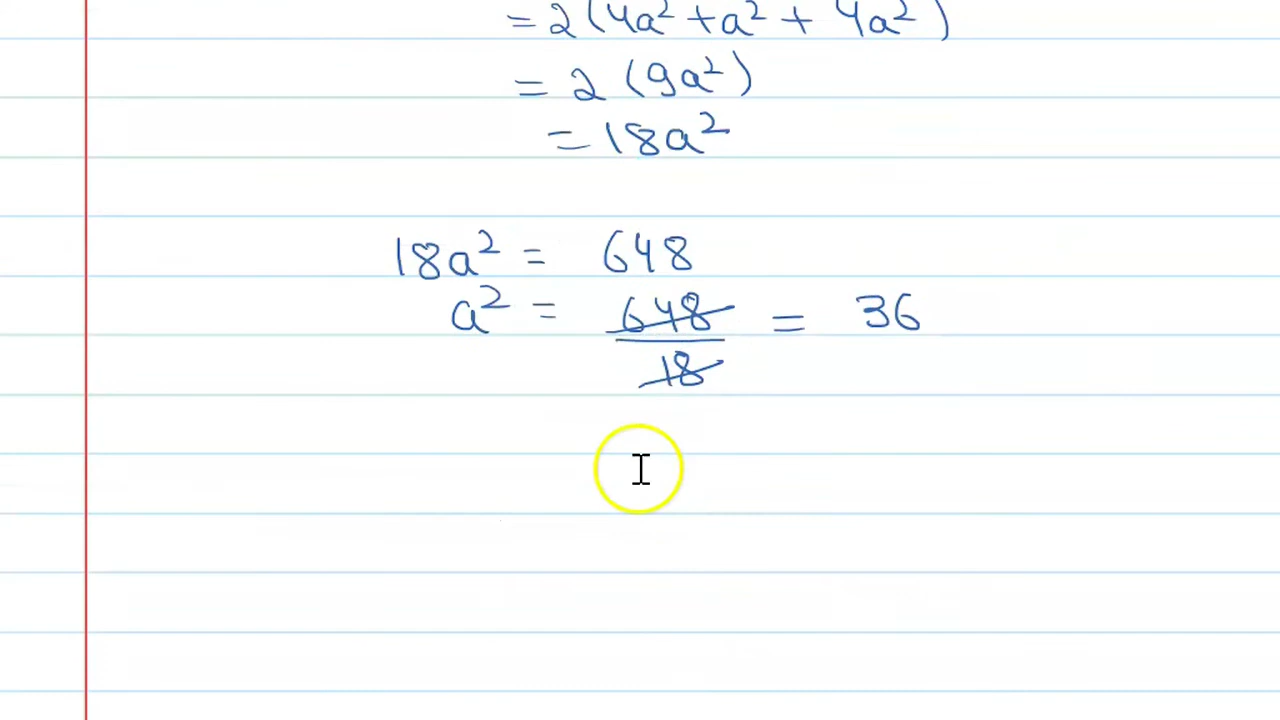 = 2 (4a² + a² + 4a²)
= 2 (9a²)
= 18a²
18a² = 648
a² = 648/18 = 36